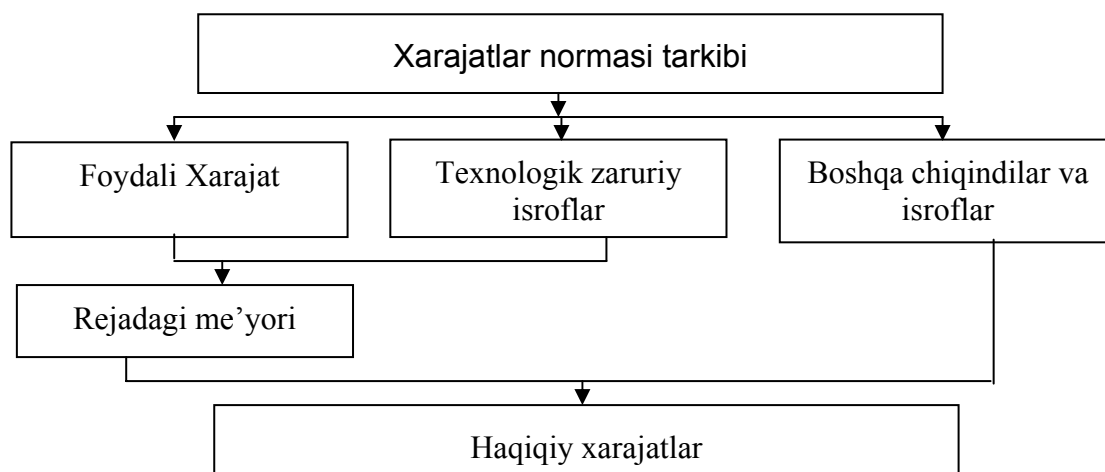 Xarajatlar normasi tarkibi
Foydali Xarajat
Texnologik zaruriy
isroflar
Boshqa chiqindilar va
isroflar
Rejadagi me’yori
Haqiqiy xarajatlar